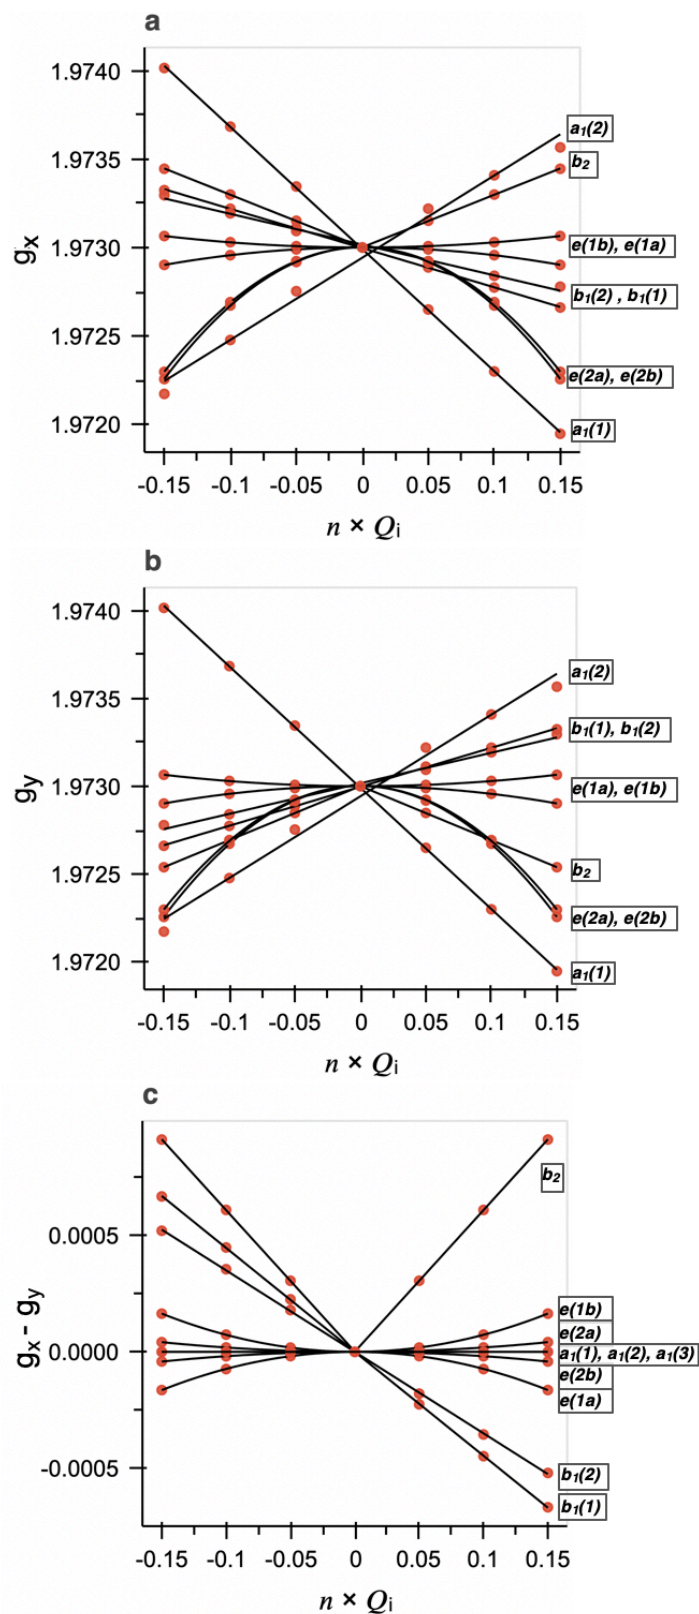 a
1.9740
1.9735
1.9730
1.9725
1.9720
gx
a1(2)
b2
e(1b), e(1a)
b1(2) , b1(1)
e(2a), e(2b)
a1(1)
-0.15 -0.1 -0.05 0 0.05 0.1 0.15
n × Qi
b
1.9740
1.9735
1.9730
1.9725
1.9720
gy
a1(2)
b1(1), b1(2)
e(1a), e(1b)
b2
e(2a), e(2b)
a1(1)
-0.15 -0.1 -0.05 0 0.05 0.1 0.15
n × Qi
c
0.0005
0.0000
-0.0005
gx - gy
b2
e(1b)
e(2a)
a1(1), a1(2), a1(3)
e(2b)
e(1a)
b1(2)
b1(1)
-0.15 -0.1 -0.05 0 0.05 0.1 0.15
n × Qi